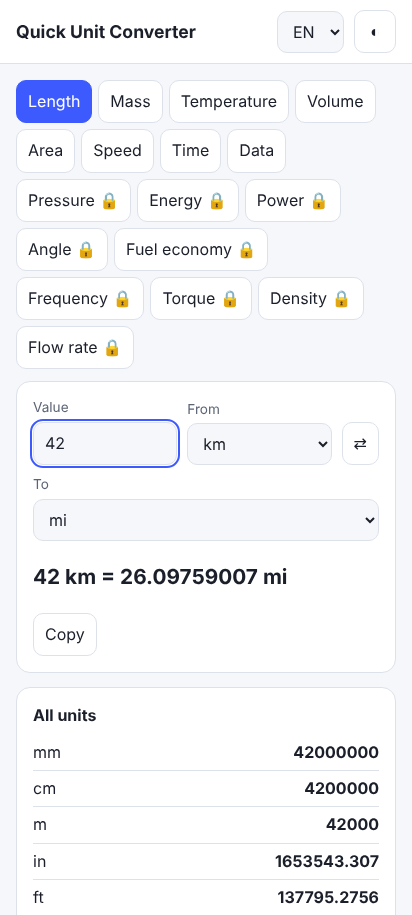 Quick Unit Converter EN
Length Mass Temperature Volume
Area Speed Time Data
Pressure 🔒 Energy 🔒 Power 🔒
Angle 🔒 Fuel economy 🔒
Frequency 🔒 Torque 🔒 Density 🔒
Flow rate 🔒
Value From
42 km ⇄
To
mi
42 km = 26.09759007 mi
Copy
All units
mm 42000000
cm 4200000
m 42000
in 1653543.307
ft 137795.2756